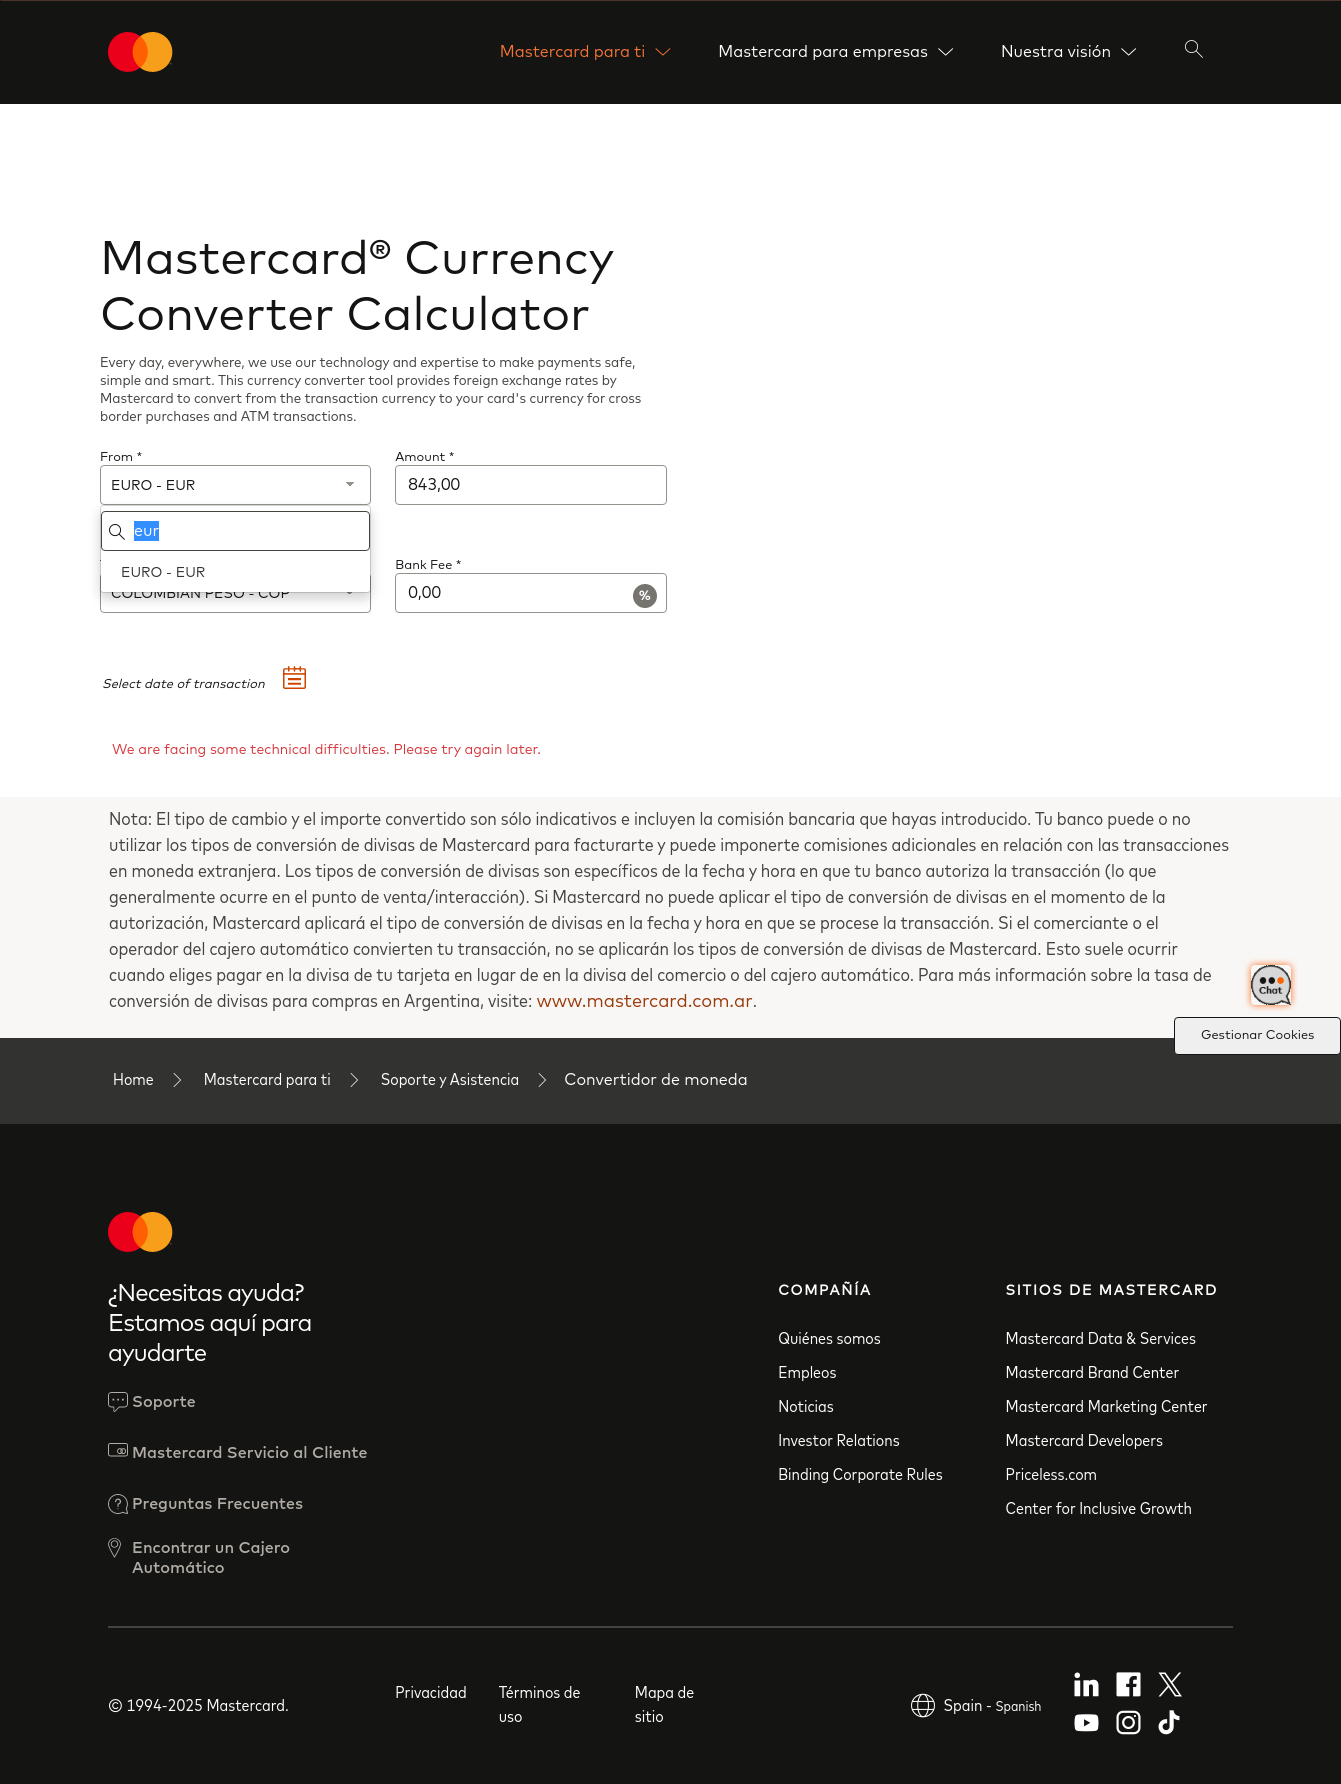 Mastercard para ti
Mastercard para empresas
Nuestra visión
Mastercard® Currency
Converter Calculator
Every day, everywhere, we use our technology and expertise to make payments safe,
simple and smart. This currency converter tool provides foreign exchange rates by
Mastercard to convert from the transaction currency to your card's currency for cross
border purchases and ATM transactions.
From *
EURO - EUR
Amount *
843,00
eur
EURO - EUR
COLOMBIAN PESO - COP
Bank Fee *
0,00
%
Select date of transaction
We are facing some technical difficulties. Please try again later.
Nota: El tipo de cambio y el importe convertido son sólo indicativos e incluyen la comisión bancaria que hayas introducido. Tu banco puede o no
utilizar los tipos de conversión de divisas de Mastercard para facturarte y puede imponerte comisiones adicionales en relación con las transacciones
en moneda extranjera. Los tipos de conversión de divisas son específicos de la fecha y hora en que tu banco autoriza la transacción (lo que
generalmente ocurre en el punto de venta/interacción). Si Mastercard no puede aplicar el tipo de conversión de divisas en el momento de la
autorización, Mastercard aplicará el tipo de conversión de divisas en la fecha y hora en que se procese la transacción. Si el comerciante o el
operador del cajero automático convierten tu transacción, no se aplicarán los tipos de conversión de divisas de Mastercard. Esto suele ocurrir
cuando eliges pagar en la divisa de tu tarjeta en lugar de en la divisa del comercio o del cajero automático. Para más información sobre la tasa de
conversión de divisas para compras en Argentina, visite: www.mastercard.com.ar.
Chat
Gestionar Cookies
Home
Mastercard para ti
Soporte y Asistencia
Convertidor de moneda
¿Necesitas ayuda?
Estamos aquí para
ayudarte
Soporte
Mastercard Servicio al Cliente
Preguntas Frecuentes
Encontrar un Cajero
Automático
COMPAÑÍA
Quiénes somos
Empleos
Noticias
Investor Relations
Binding Corporate Rules
SITIOS DE MASTERCARD
Mastercard Data & Services
Mastercard Brand Center
Mastercard Marketing Center
Mastercard Developers
Priceless.com
Center for Inclusive Growth
© 1994-2025 Mastercard.
Privacidad
Términos de
uso
Mapa de
sitio
Spain - Spanish